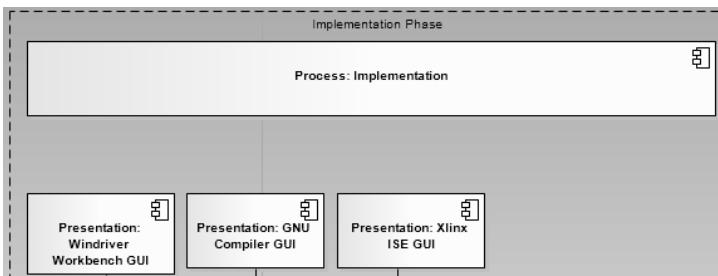 Implementation Phase
Process: Implementation
Presentation:
Windriver
Workbench GUI
Presentation: GNU
Compiler GUI
Presentation: Xlinx
ISE GUI